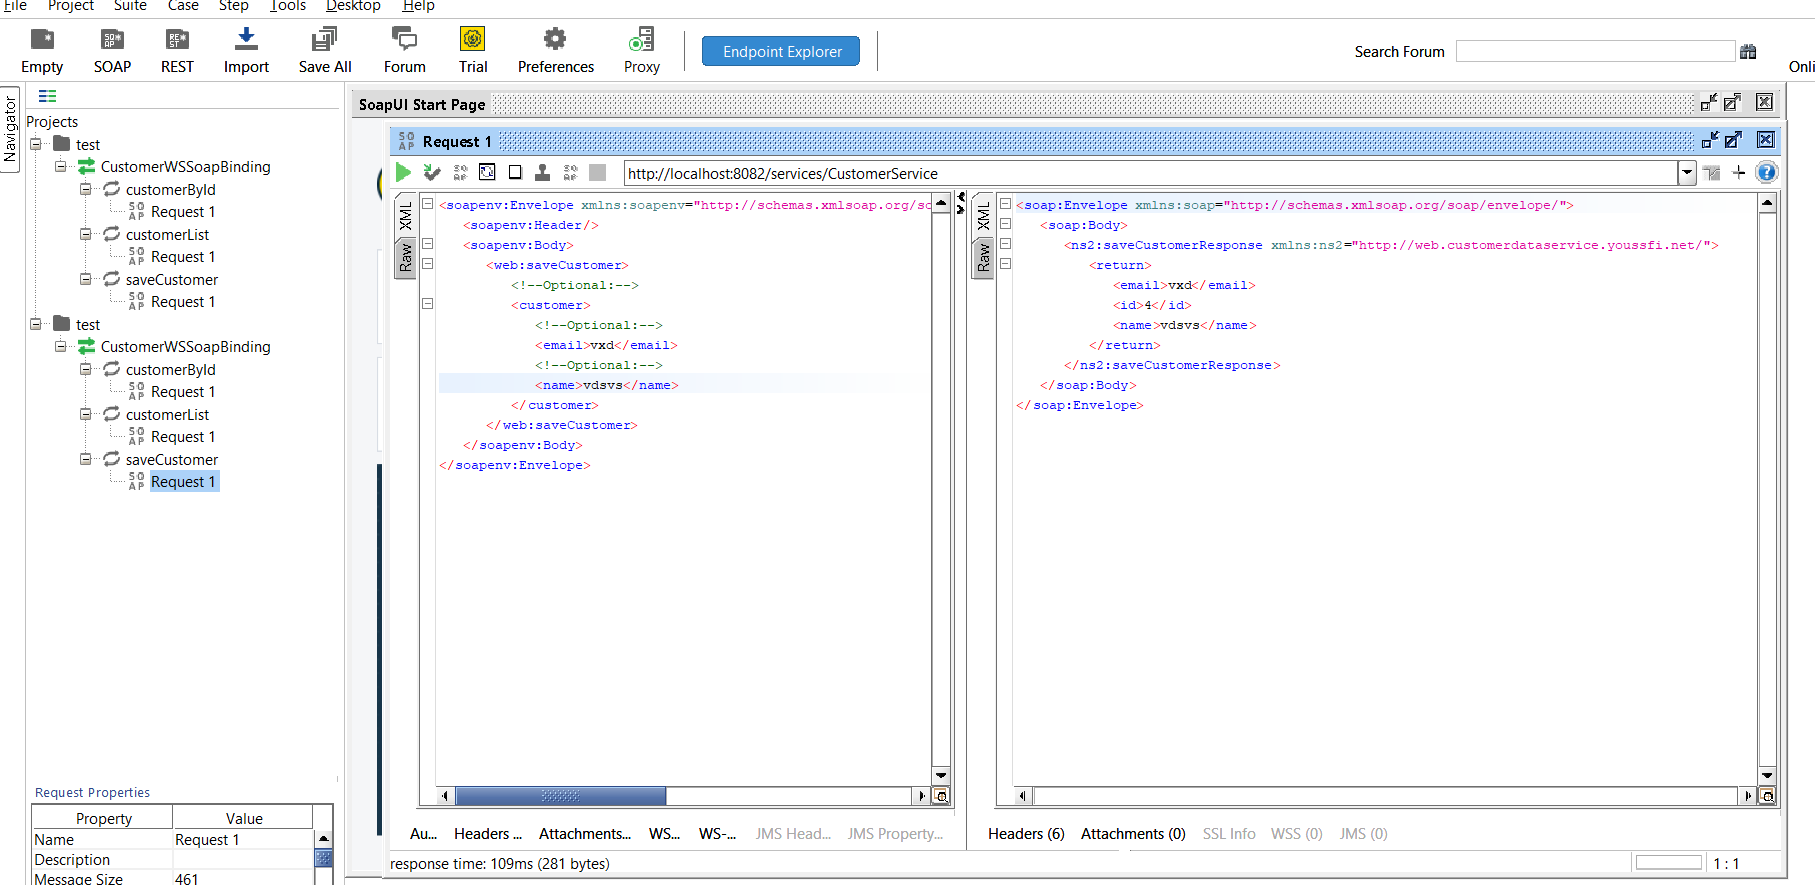 File Project Suite Case Step Tools Desktop Help
Empty SOAP REST Import Save All Forum Trial Preferences Proxy Endpoint Explorer Search Forum Onli
Navigator
Projects
test
CustomerWSSoapBinding
customerById
Request 1
customerList
Request 1
saveCustomer
Request 1
test
CustomerWSSoapBinding
customerById
Request 1
customerList
Request 1
saveCustomer
Request 1
Request Properties
Property Value
Name Request 1
Description
Message Size 461
SoapUI Start Page
Request 1
http://localhost:8082/services/CustomerService
XML
Raw
<soapenv:Envelope xmlns:soapenv="http://schemas.xmlsoap.org/so
<soapenv:Header/>
<soapenv:Body>
<web:saveCustomer>
<!--Optional:-->
<customer>
<!--Optional:-->
<email>vxd</email>
<!--Optional:-->
<name>vdsvs</name>
</customer>
</web:saveCustomer>
</soapenv:Body>
</soapenv:Envelope>
Au... Headers ... Attachments... WS... WS-... JMS Head... JMS Property...
XML
Raw
<soap:Envelope xmlns:soap="http://schemas.xmlsoap.org/soap/envelope/">
<soap:Body>
<ns2:saveCustomerResponse xmlns:ns2="http://web.customerdataservice.youssfi.net/">
<return>
<email>vxd</email>
<id>4</id>
<name>vdsvs</name>
</return>
</ns2:saveCustomerResponse>
</soap:Body>
</soap:Envelope>
Headers (6) Attachments (0) SSL Info WSS (0) JMS (0)
response time: 109ms (281 bytes)
1 : 1